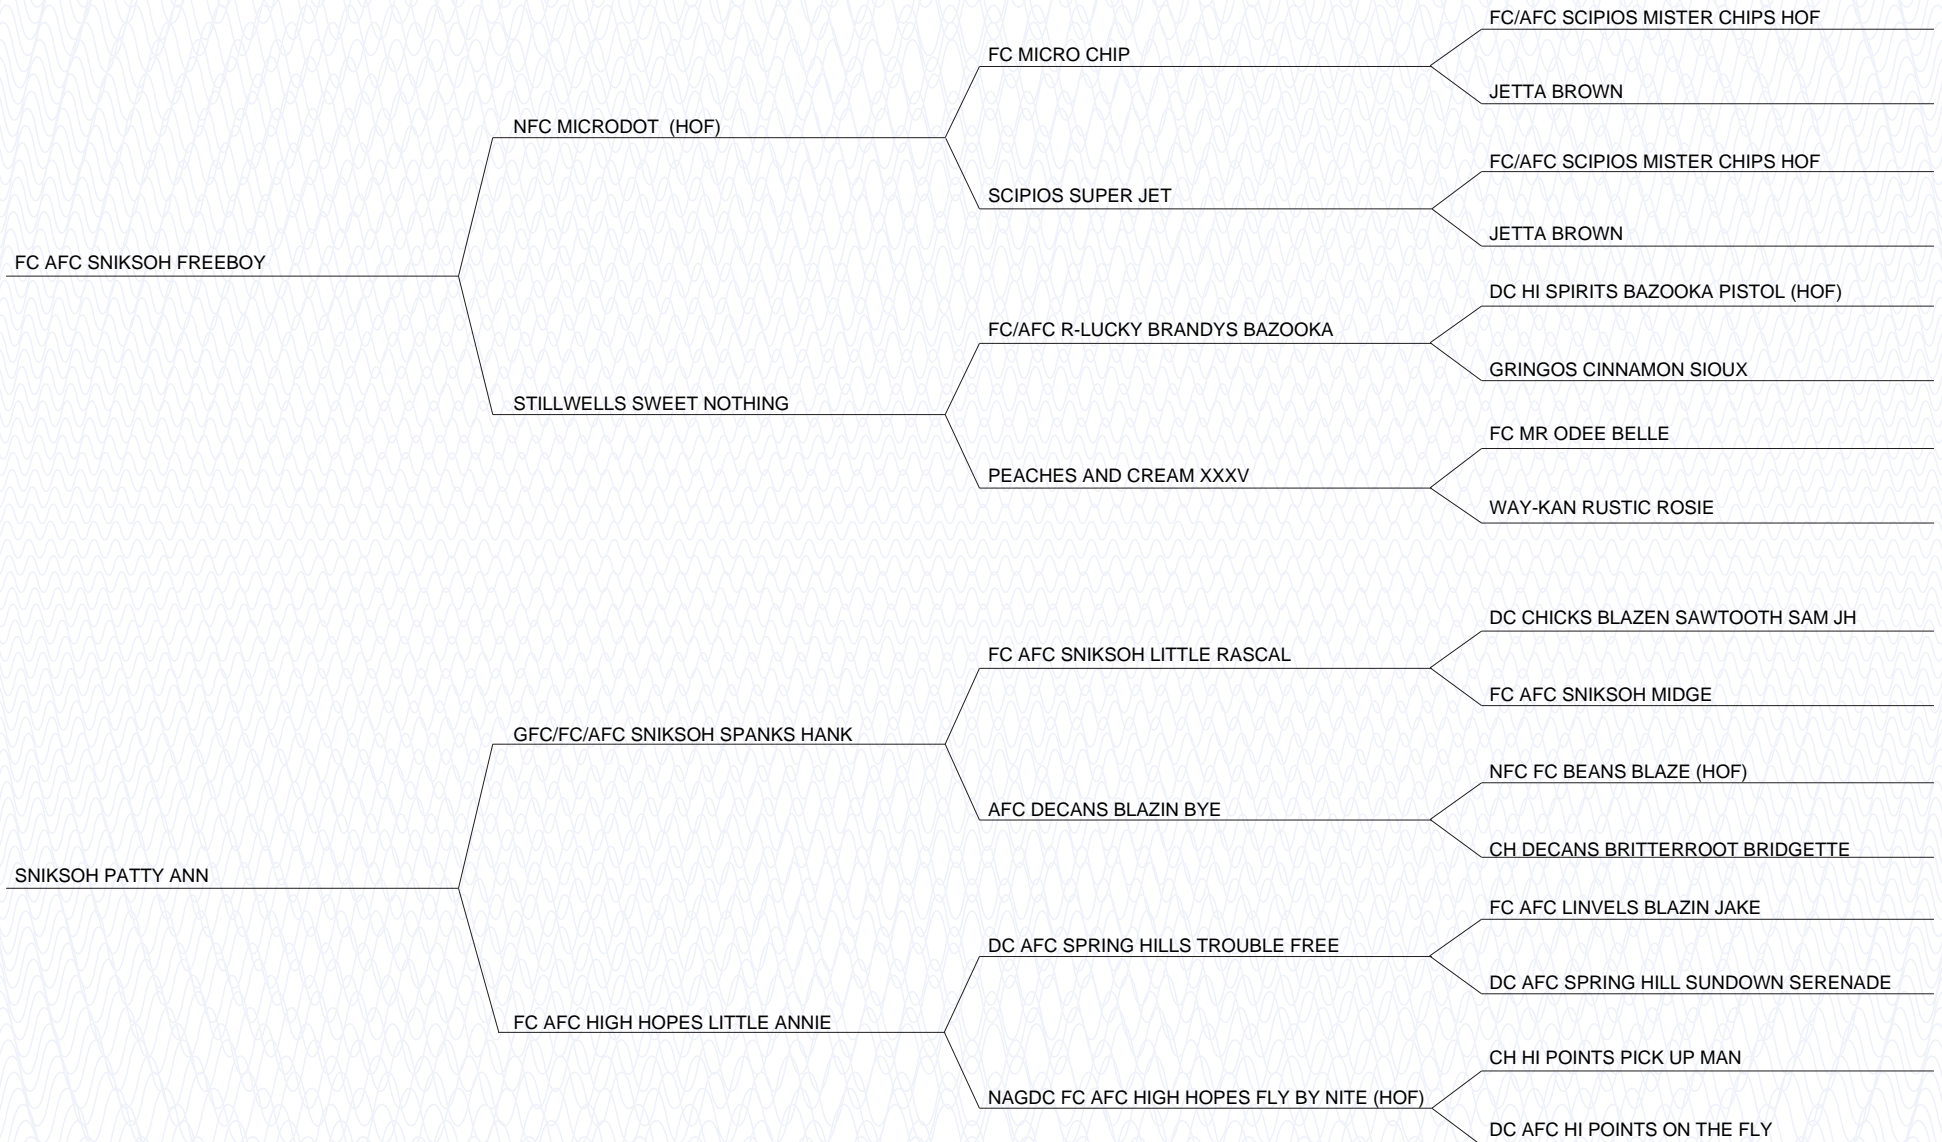 FC/AFC SCIPIOS MISTER CHIPS HOF
FC MICRO CHIP
JETTA BROWN
NFC MICRODOT (HOF)
FC/AFC SCIPIOS MISTER CHIPS HOF
SCIPIOS SUPER JET
JETTA BROWN
FC AFC SNIKSOH FREEBOY
DC HI SPIRITS BAZOOKA PISTOL (HOF)
FC/AFC R-LUCKY BRANDYS BAZOOKA
GRINGOS CINNAMON SIOUX
STILLWELLS SWEET NOTHING
FC MR ODEE BELLE
PEACHES AND CREAM XXXV
WAY-KAN RUSTIC ROSIE
DC CHICKS BLAZEN SAWTOOTH SAM JH
FC AFC SNIKSOH LITTLE RASCAL
FC AFC SNIKSOH MIDGE
GFC/FC/AFC SNIKSOH SPANKS HANK
NFC FC BEANS BLAZE (HOF)
AFC DECANS BLAZIN BYE
CH DECANS BRITTERROOT BRIDGETTE
SNIKSOH PATTY ANN
FC AFC LINVELS BLAZIN JAKE
DC AFC SPRING HILLS TROUBLE FREE
DC AFC SPRING HILL SUNDOWN SERENADE
FC AFC HIGH HOPES LITTLE ANNIE
CH HI POINTS PICK UP MAN
NAGDC FC AFC HIGH HOPES FLY BY NITE (HOF)
DC AFC HI POINTS ON THE FLY